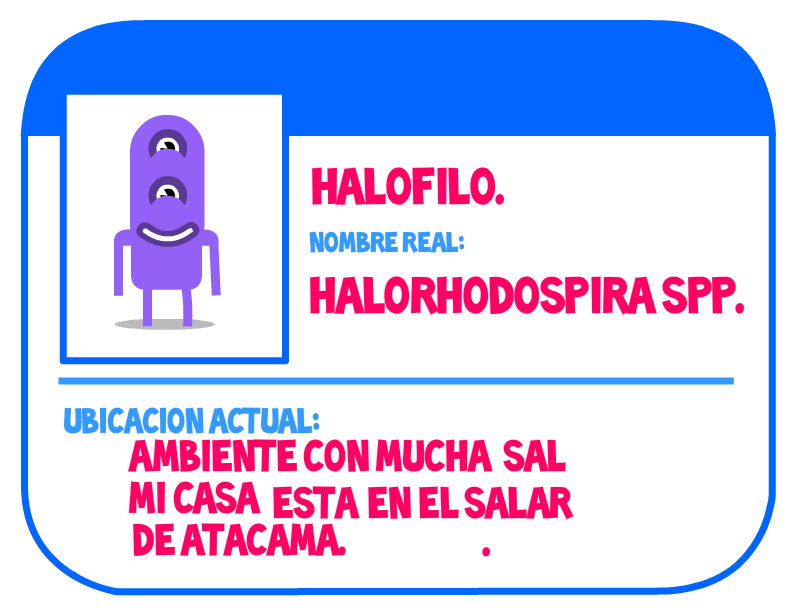 HALOFILO.
NOMBRE REAL:
HALORHODOSPIRA SPP.
UBICACION ACTUAL:
AMBIENTE CON MUCHA SAL
MI CASA ESTA EN EL SALAR
DE ATACAMA. .